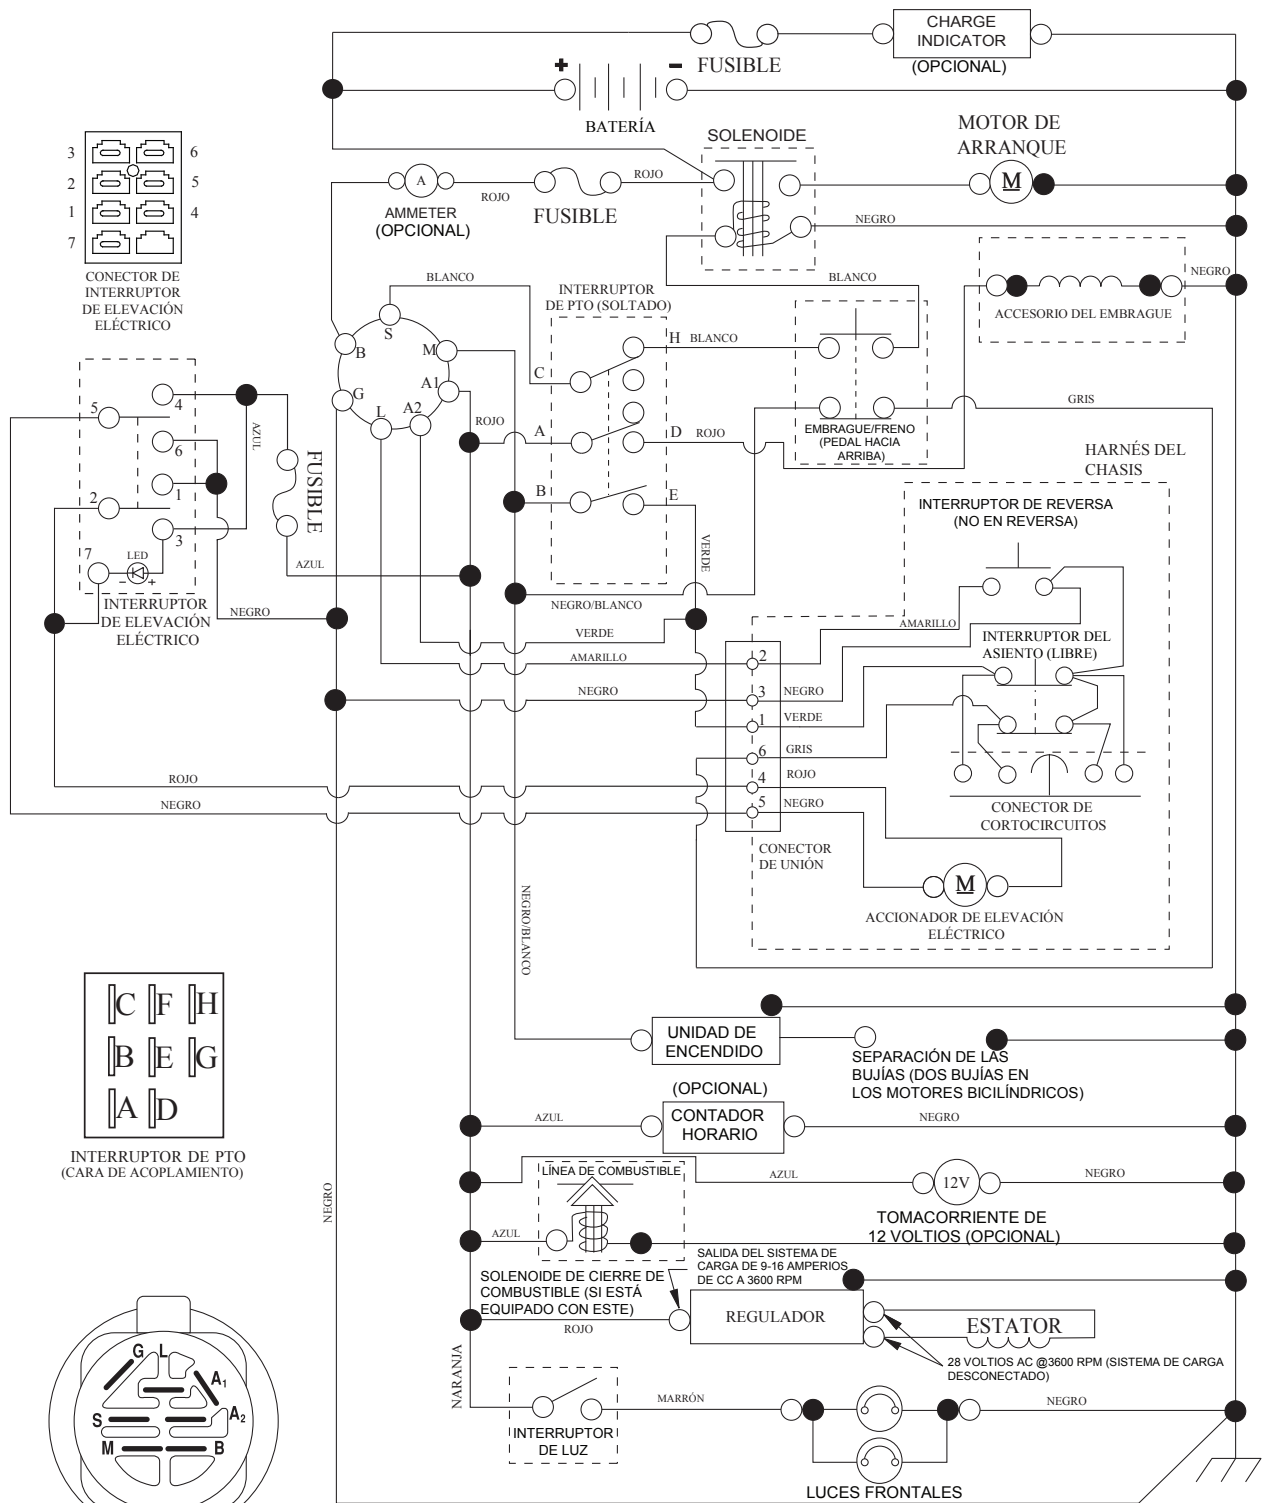 CHARGE
INDICATOR
(OPCIONAL)
FUSIBLE
+
-
BATERÍA
SOLENOIDE
MOTOR DE
ARRANQUE
M
3
6
2
5
1
4
7
CONECTOR DE
INTERRUPTOR
DE ELEVACIÓN
ELÉCTRICO
A
ROJO
AMMETER
(OPCIONAL)
FUSIBLE
ROJO
NEGRO
BLANCO
INTERRUPTOR
DE PTO (SOLTADO)
BLANCO
NEGRO
ACCESORIO DEL EMBRAGUE
S
B
M
G
A1
L
A2
C
H
BLANCO
ROJO
A
D
ROJO
B
E
EMBRAGUE/FRENO
(PEDAL HACIA
ARRIBA)
GRIS
HARNÉS DEL
CHASIS
5
4
6
2
1
3
7
LED
-
+
AZUL
FUSIBLE
AZUL
INTERRUPTOR
DE ELEVACIÓN
ELÉCTRICO
NEGRO
VERDE
NEGRO/BLANCO
VERDE
AMARILLO
NEGRO
INTERRUPTOR DE REVERSA
(NO EN REVERSA)
AMARILLO
INTERRUPTOR DEL
ASIENTO (LIBRE)
2
3
NEGRO
1
VERDE
6
GRIS
4
ROJO
5
NEGRO
ROJO
NEGRO
CONECTOR DE
CORTOCIRCUITOS
CONECTOR
DE UNIÓN
M
ACCIONADOR DE ELEVACIÓN
ELÉCTRICO
NEGRO/BLANCO
C F H
B E G
A D
INTERRUPTOR DE PTO
(CARA DE ACOPLAMIENTO)
UNIDAD DE
ENCENDIDO
SEPARACIÓN DE LAS
BUJÍAS (DOS BUJÍAS EN
LOS MOTORES BICILÍNDRICOS)
(OPCIONAL)
AZUL
CONTADOR
HORARIO
NEGRO
NEGRO
LÍNEA DE COMBUSTIBLE
AZUL
12V
NEGRO
TOMACORRIENTE DE
12 VOLTIOS (OPCIONAL)
AZUL
SALIDA DEL SISTEMA DE
CARGA DE 9-16 AMPERIOS
DE CC A 3600 RPM
SOLENOIDE DE CIERRE DE
COMBUSTIBLE (SI ESTÁ
EQUIPADO CON ESTE)
ROJO
REGULADOR
ESTATOR
28 VOLTIOS AC @3600 RPM (SISTEMA DE CARGA
DESCONECTADO)
NARANJA
INTERRUPTOR
DE LUZ
MARRÓN
NEGRO
LUCES FRONTALES
G L
A1
S
A2
M
B